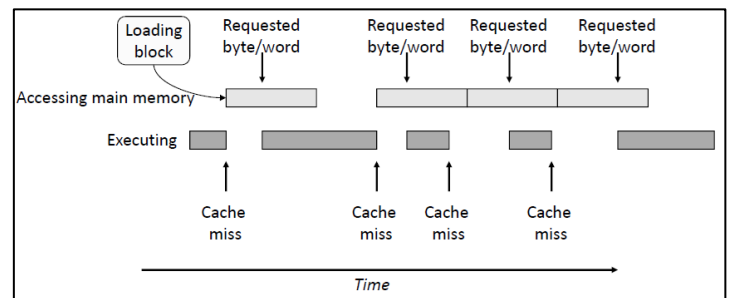 Loading
block
Requested
byte/word
Requested
byte/word
Requested
byte/word
Requested
byte/word
Accessing main memory
Executing
Cache
miss
Cache
miss
Cache
miss
Cache
miss
Time